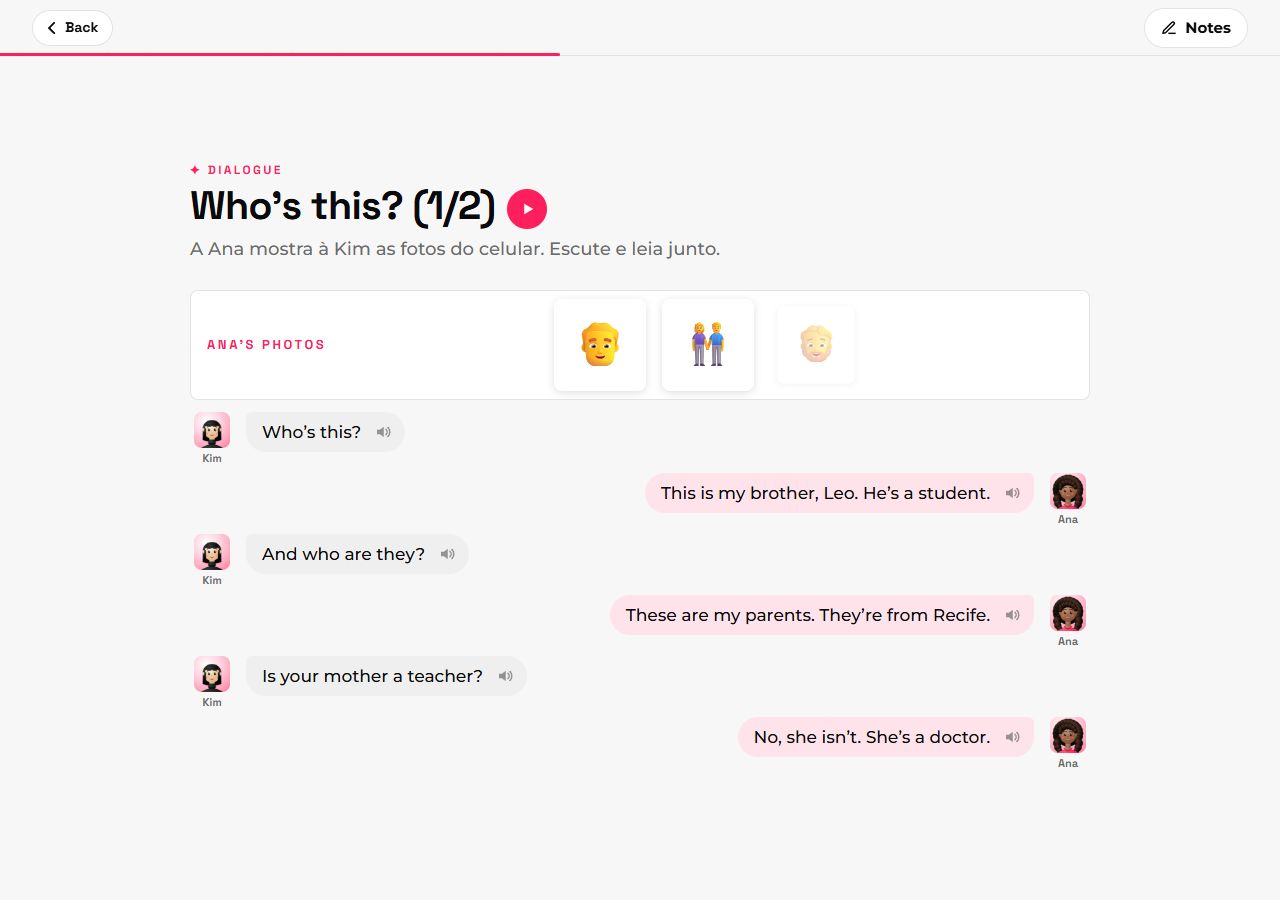 Back
Notes
✦ DIALOGUE
Who's this? (1/2)
A Ana mostra à Kim as fotos do celular. Escute e leia junto.
ANA'S PHOTOS
Who's this?
Kim
This is my brother, Leo. He's a student.
Ana
And who are they?
Kim
These are my parents. They're from Recife.
Ana
Is your mother a teacher?
Kim
No, she isn't. She's a doctor.
Ana